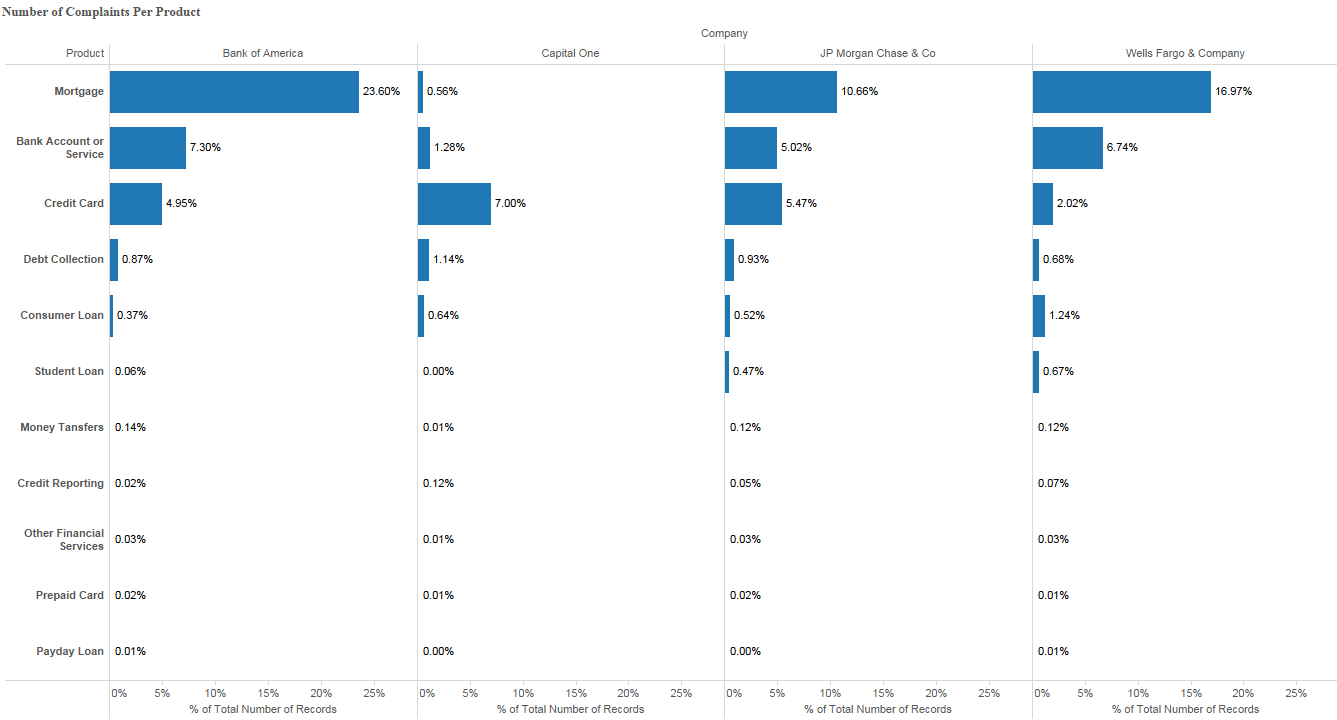 Number of Complaints Per Product
Company
Product Bank of America Capital One JP Morgan Chase & Co Wells Fargo & Company
Mortgage 23.60% 0.56% 10.66% 16.97%
Bank Account or
Service 7.30% 1.28% 5.02% 6.74%
Credit Card 4.95% 7.00% 5.47% 2.02%
Debt Collection 0.87% 1.14% 0.93% 0.68%
Consumer Loan 0.37% 0.64% 0.52% 1.24%
Student Loan 0.06% 0.00% 0.47% 0.67%
Money Tansfers 0.14% 0.01% 0.12% 0.12%
Credit Reporting 0.02% 0.12% 0.05% 0.07%
Other Financial
Services 0.03% 0.01% 0.03% 0.03%
Prepaid Card 0.02% 0.01% 0.02% 0.01%
Payday Loan 0.01% 0.00% 0.00% 0.01%
0% 5% 10% 15% 20% 25% 0% 5% 10% 15% 20% 25% 0% 5% 10% 15% 20% 25% 0% 5% 10% 15% 20% 25%
% of Total Number of Records % of Total Number of Records % of Total Number of Records % of Total Number of Records